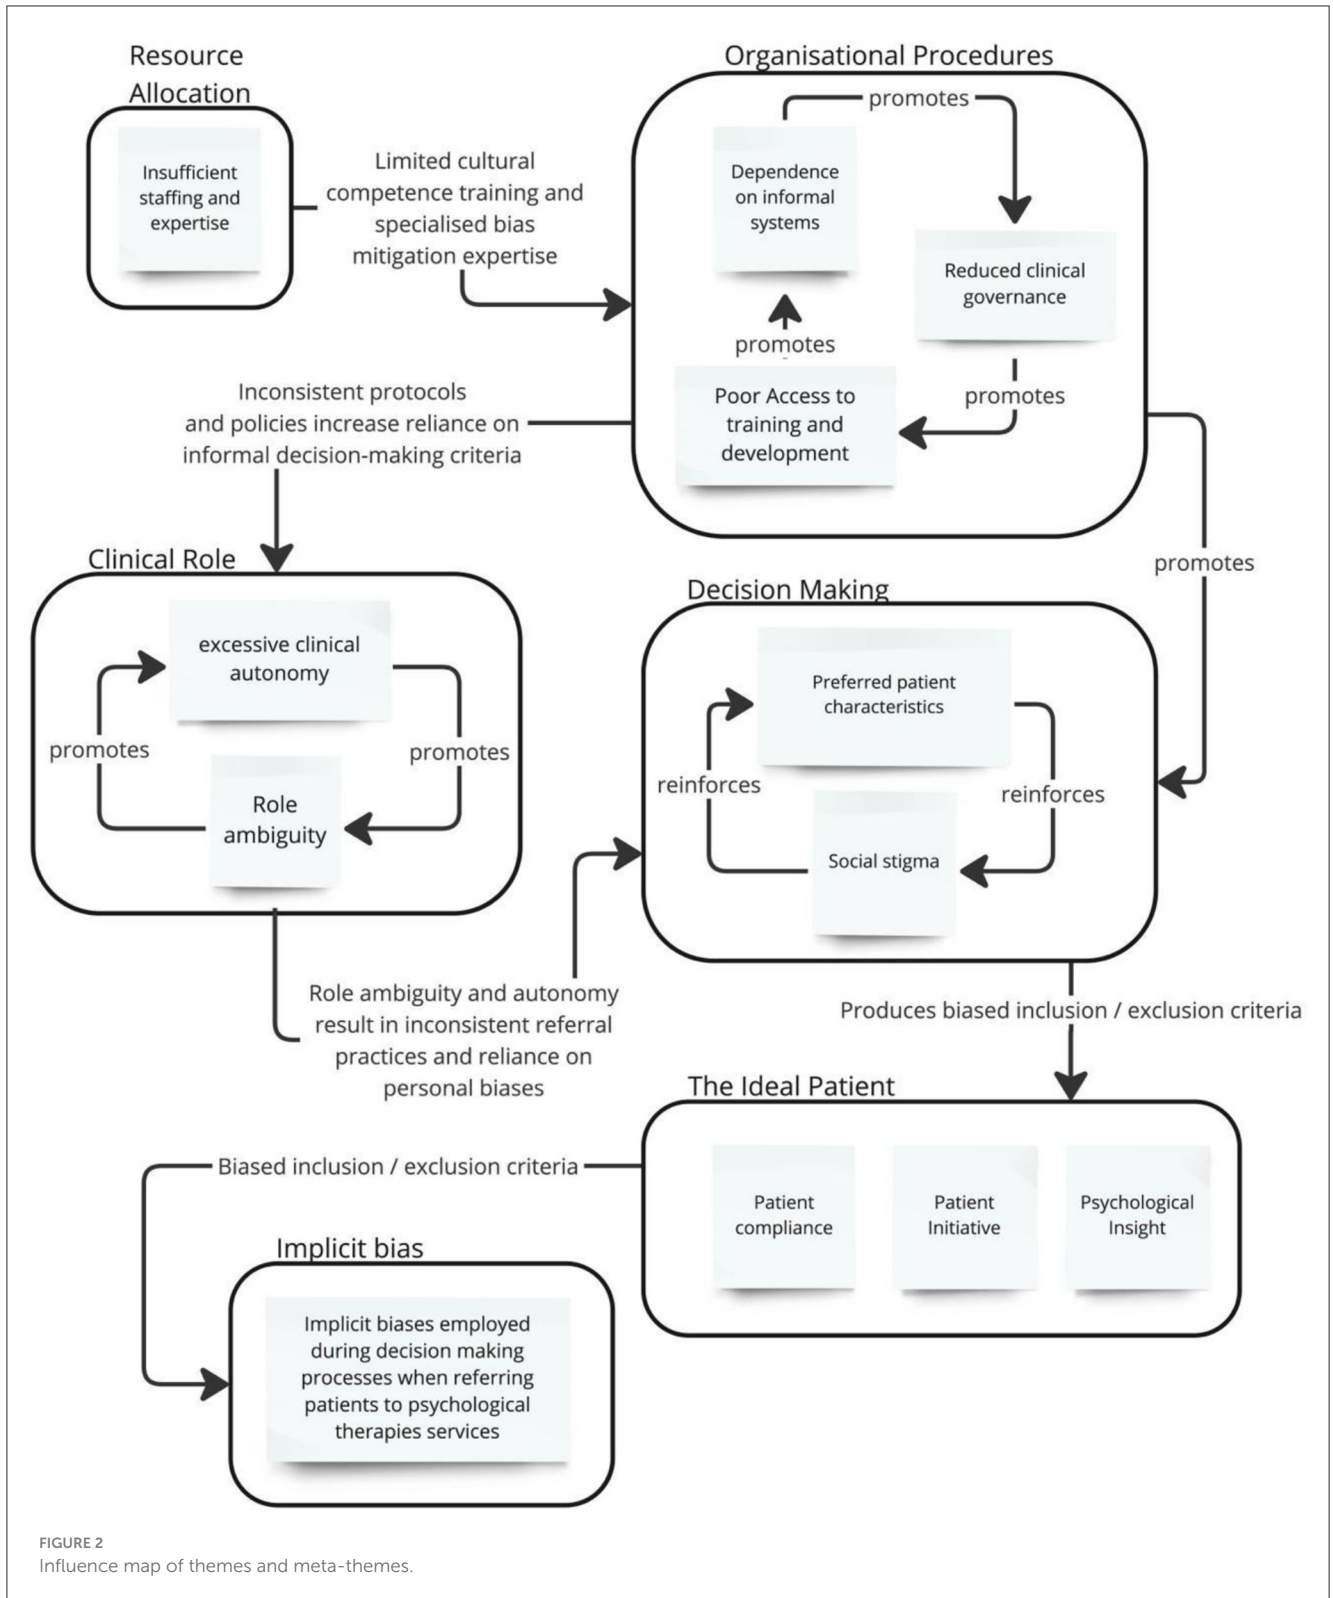 Resource
Allocation
Insufficient
staffing and
expertise
Limited cultural
competence training and
specialised bias
mitigation expertise
Organisational Procedures
promotes
Dependence
on informal
systems
Reduced clinical
governance
promotes
promotes
Poor Access to
training and
development
Inconsistent protocols
and policies increase reliance on
informal decision-making criteria
promotes
Clinical Role
excessive clinical
autonomy
promotes
promotes
Role
ambiguity
Decision Making
Preferred patient
characteristics
reinforces
reinforces
Social stigma
Role ambiguity and autonomy
result in inconsistent referral
practices and reliance on
personal biases
Produces biased inclusion / exclusion criteria
The Ideal Patient
Patient
compliance
Patient
Initiative
Psychological
Insight
Biased inclusion / exclusion criteria
Implicit bias
Implicit biases employed
during decision making
processes when referring
patients to psychological
therapies services
FIGURE 2
Influence map of themes and meta-themes.